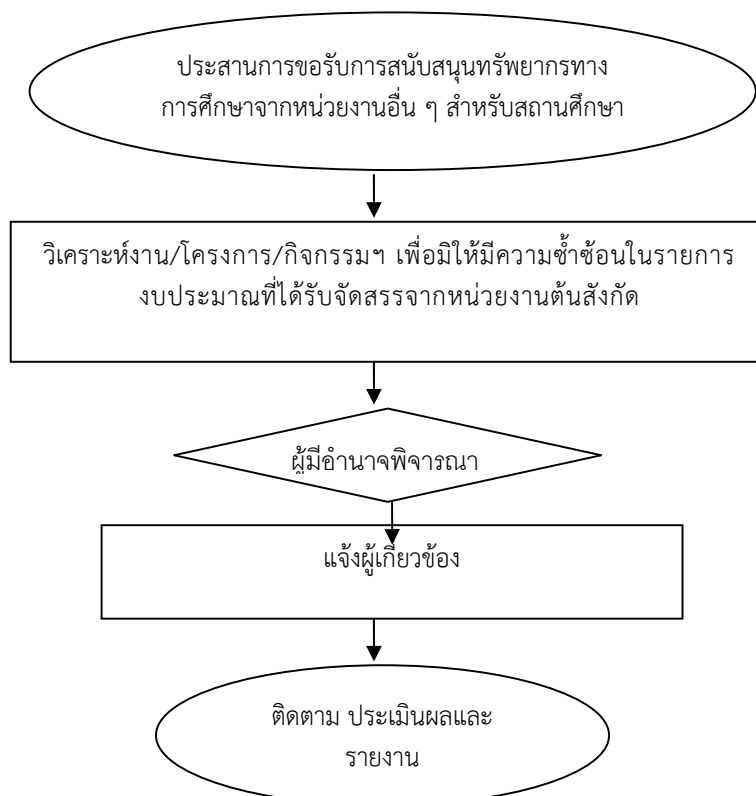 ประสานการขอรับการสนับสนุนทรัพยากรทาง
การศึกษาจากหน่วยงานอื่น ๆ สำหรับสถานศึกษา
วิเคราะห์งาน/โครงการ/กิจกรรมฯ เพื่อมิให้มีความซ้ำซ้อนในรายการ
งบประมาณที่ได้รับจัดสรรจากหน่วยงานต้นสังกัด
ผู้มีอำนาจพิจารณา
แจ้งผู้เกี่ยวข้อง
ติดตาม ประเมินผลและ
รายงาน